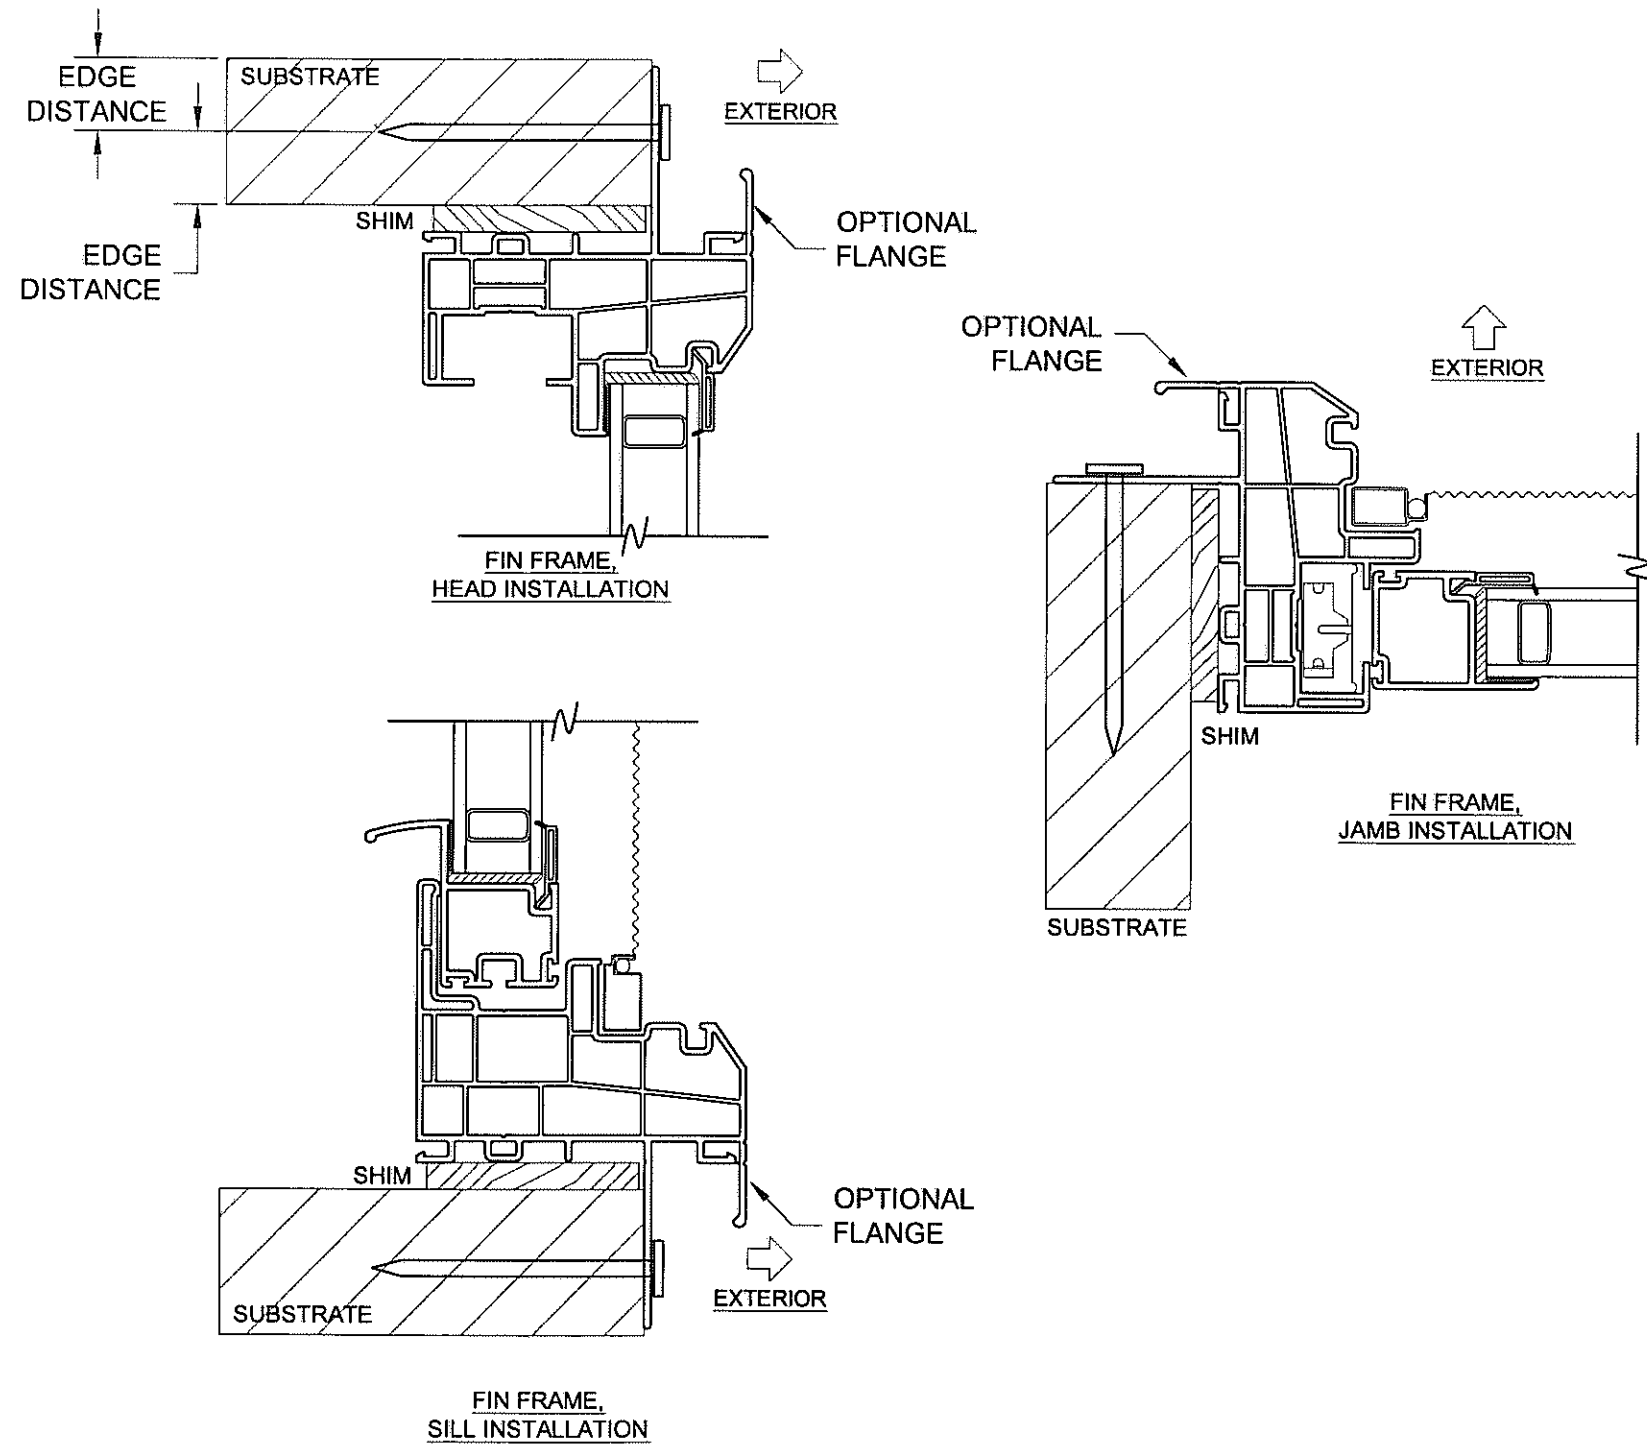 EDGE
DISTANCE
SUBSTRATE
EXTERIOR
SHIM
OPTIONAL
FLANGE
EDGE
DISTANCE
FIN FRAME,
HEAD INSTALLATION
OPTIONAL
FLANGE
EXTERIOR
SHIM
FIN FRAME,
JAMB INSTALLATION
SUBSTRATE
SHIM
OPTIONAL
FLANGE
SUBSTRATE
EXTERIOR
FIN FRAME,
SILL INSTALLATION